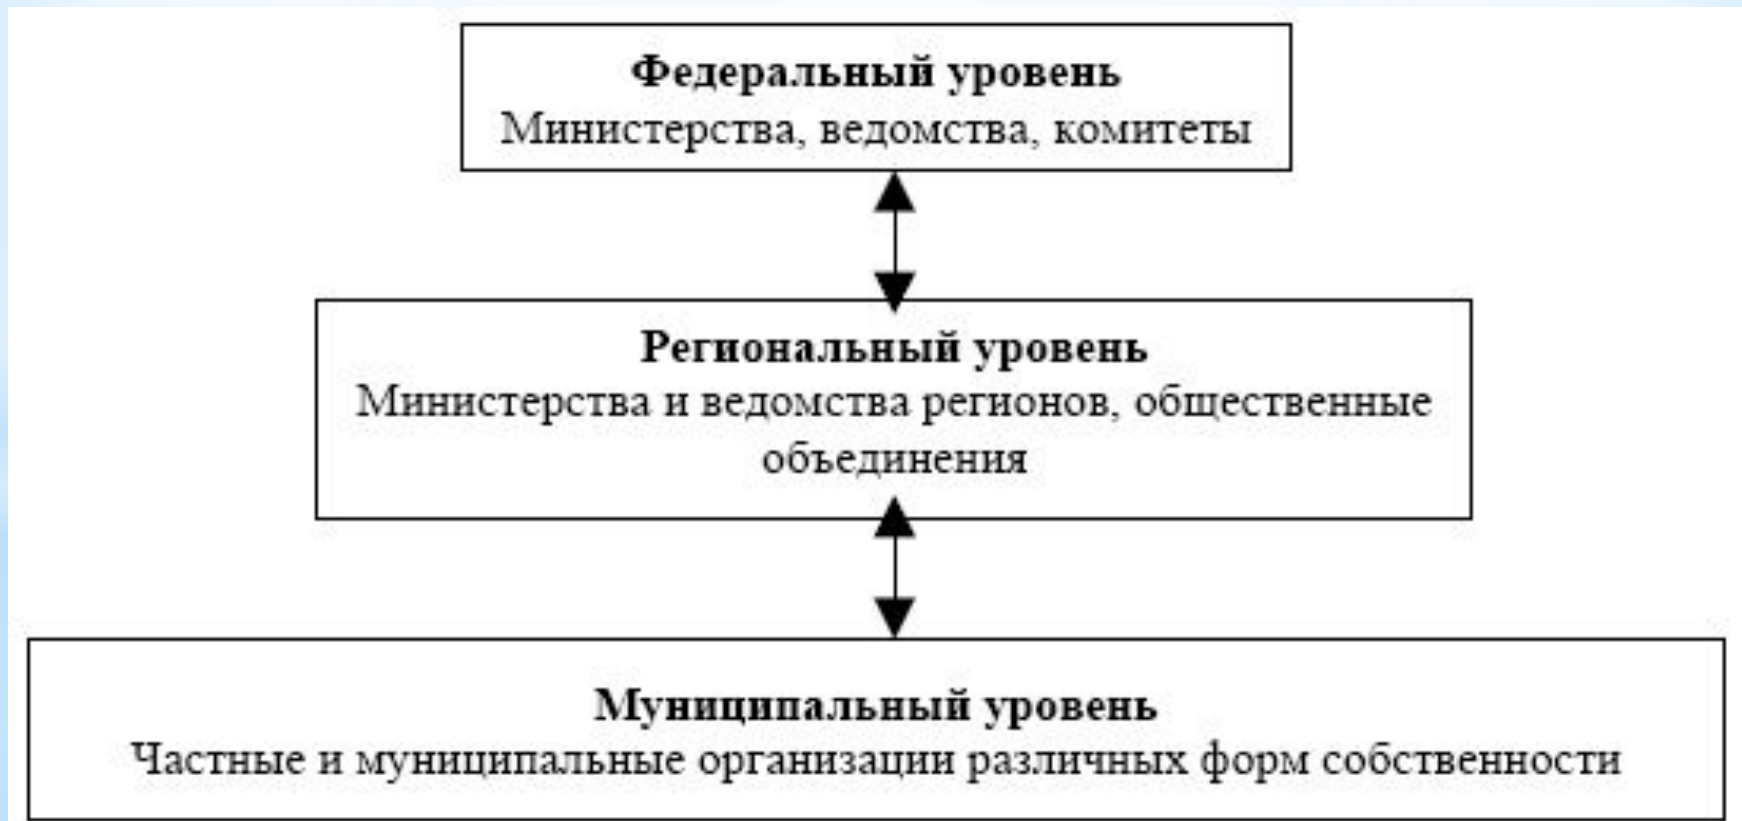 Федеральный уровень
Министерства, ведомства, комитеты
Региональный уровень
Министерства и ведомства регионов, общественные
объединения
Муниципальный уровень
Частные и муниципальные организации различных форм собственности